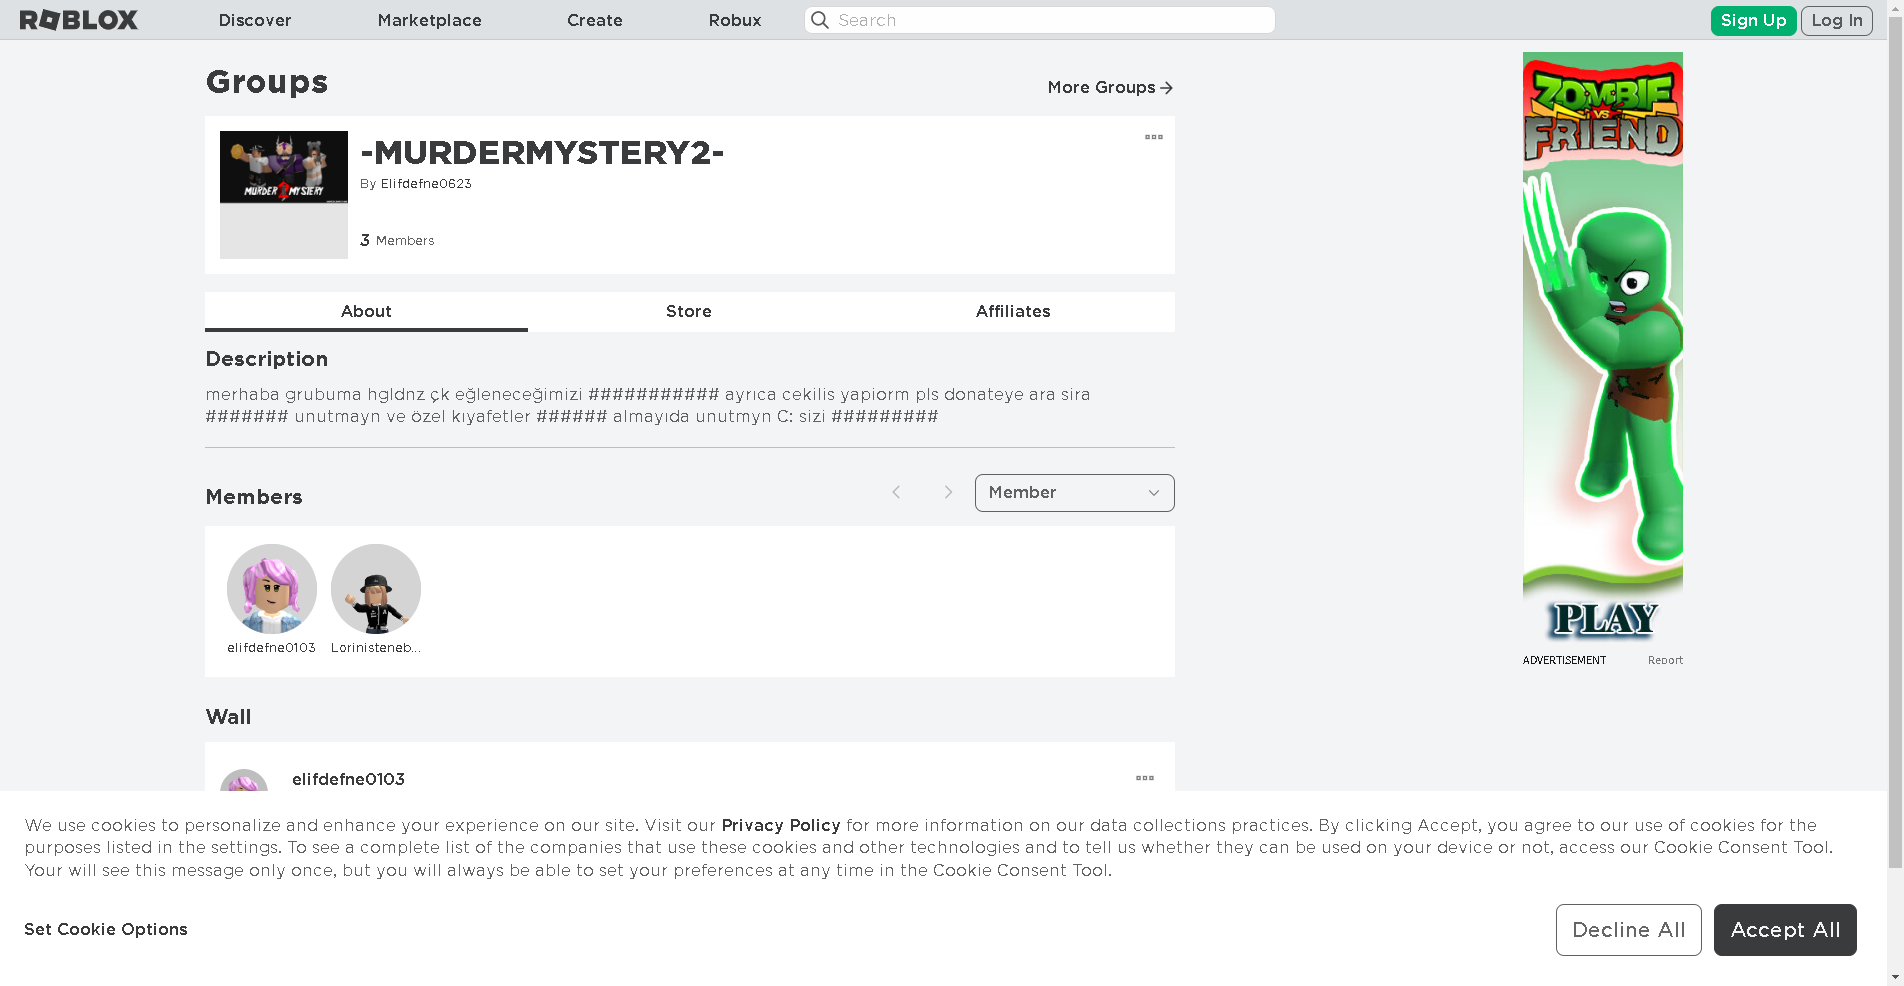 ROBLOX
Discover
Marketplace
Create
Robux
Search
Sign Up
Log In
Groups
More Groups
MURDER MYSTERY
-MURDERMYSTERY2-
By Elifdefne0623
3 Members
About
Store
Affiliates
Description
merhaba grubuma hgldnz çk eğleneceğimizi ########### ayrıca cekilis yapiorm pls donateye ara sira
####### unutmayn ve özel kıyafetler ###### almayıda unutmyn C: sizi #########
Members
Member
elifdefne0103
Lorinisteneb...
Wall
elifdefne0103
ZOMBIE
VS
FRIEND
PLAY
ADVERTISEMENT
Report
We use cookies to personalize and enhance your experience on our site. Visit our Privacy Policy for more information on our data collections practices. By clicking Accept, you agree to our use of cookies for the
purposes listed in the settings. To see a complete list of the companies that use these cookies and other technologies and to tell us whether they can be used on your device or not, access our Cookie Consent Tool.
Your will see this message only once, but you will always be able to set your preferences at any time in the Cookie Consent Tool.
Set Cookie Options
Decline All
Accept All